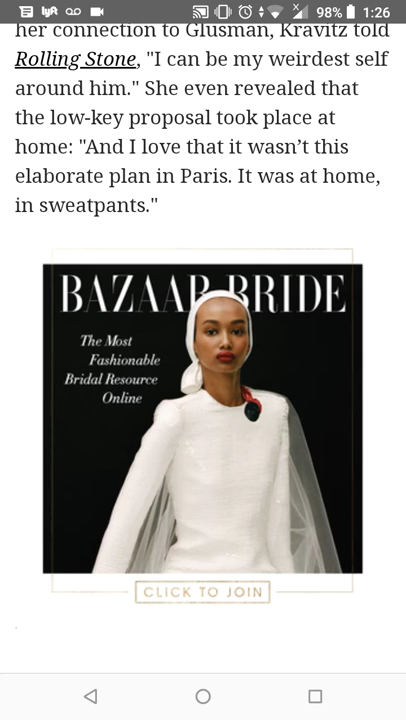 lyft 98% 1:26
her connection to Glusman, Kravitz told
Rolling Stone, "I can be my weirdest self
around him." She even revealed that
the low-key proposal took place at
home: "And I love that it wasn’t this
elaborate plan in Paris. It was at home,
in sweatpants."
BAZAAR BRIDE
The Most
Fashionable
Bridal Resource
Online
CLICK TO JOIN